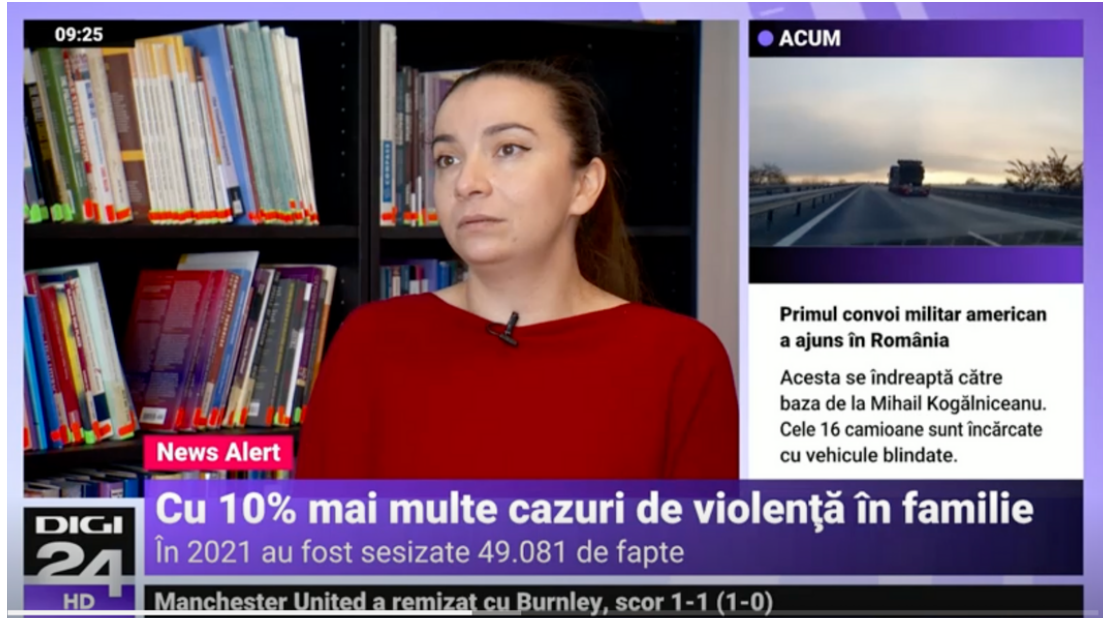 09:25
ACUM
Primul convoi militar american
a ajuns în România
Acesta se îndreaptă către
baza de la Mihail Kogălniceanu.
Cele 16 camioane sunt încărcate
cu vehicule blindate.
News Alert
Cu 10% mai multe cazuri de violență în familie
În 2021 au fost sesizate 49.081 de fapte
DIGI
24
HD
Manchester United a remizat cu Burnley, scor 1-1 (1-0)